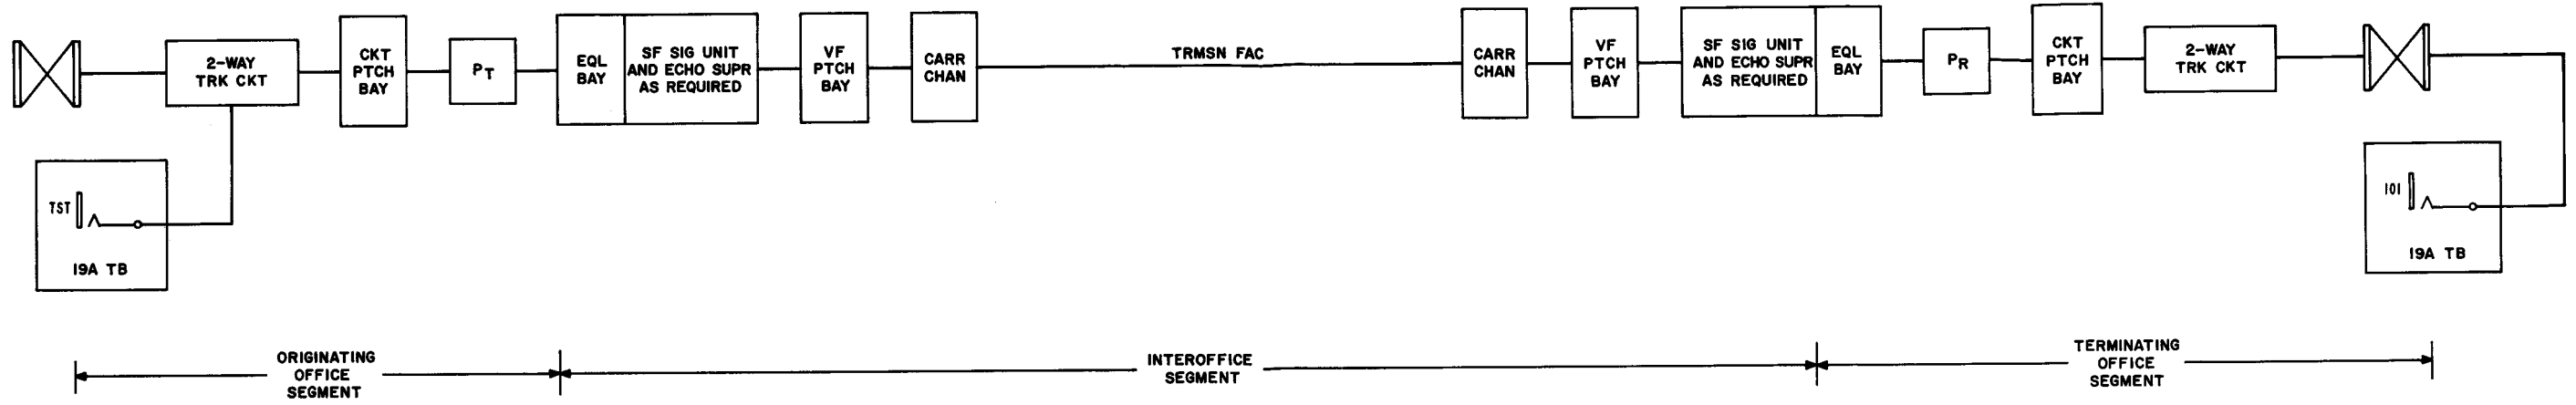 2-WAY
TRK CKT
CKT
PTCH
BAY
PT
EQL
BAY
SF SIG UNIT
AND ECHO SUPR
AS REQUIRED
VF
PTCH
BAY
CARR
CHAN
TRMSN FAC
CARR
CHAN
VF
PTCH
BAY
SF SIG UNIT
AND ECHO SUPR
AS REQUIRED
EQL
BAY
PR
CKT
PTCH
BAY
2-WAY
TRK CKT
TST
19A TB
101
19A TB
ORIGINATING
OFFICE
SEGMENT
INTEROFFICE
SEGMENT
TERMINATING
OFFICE
SEGMENT